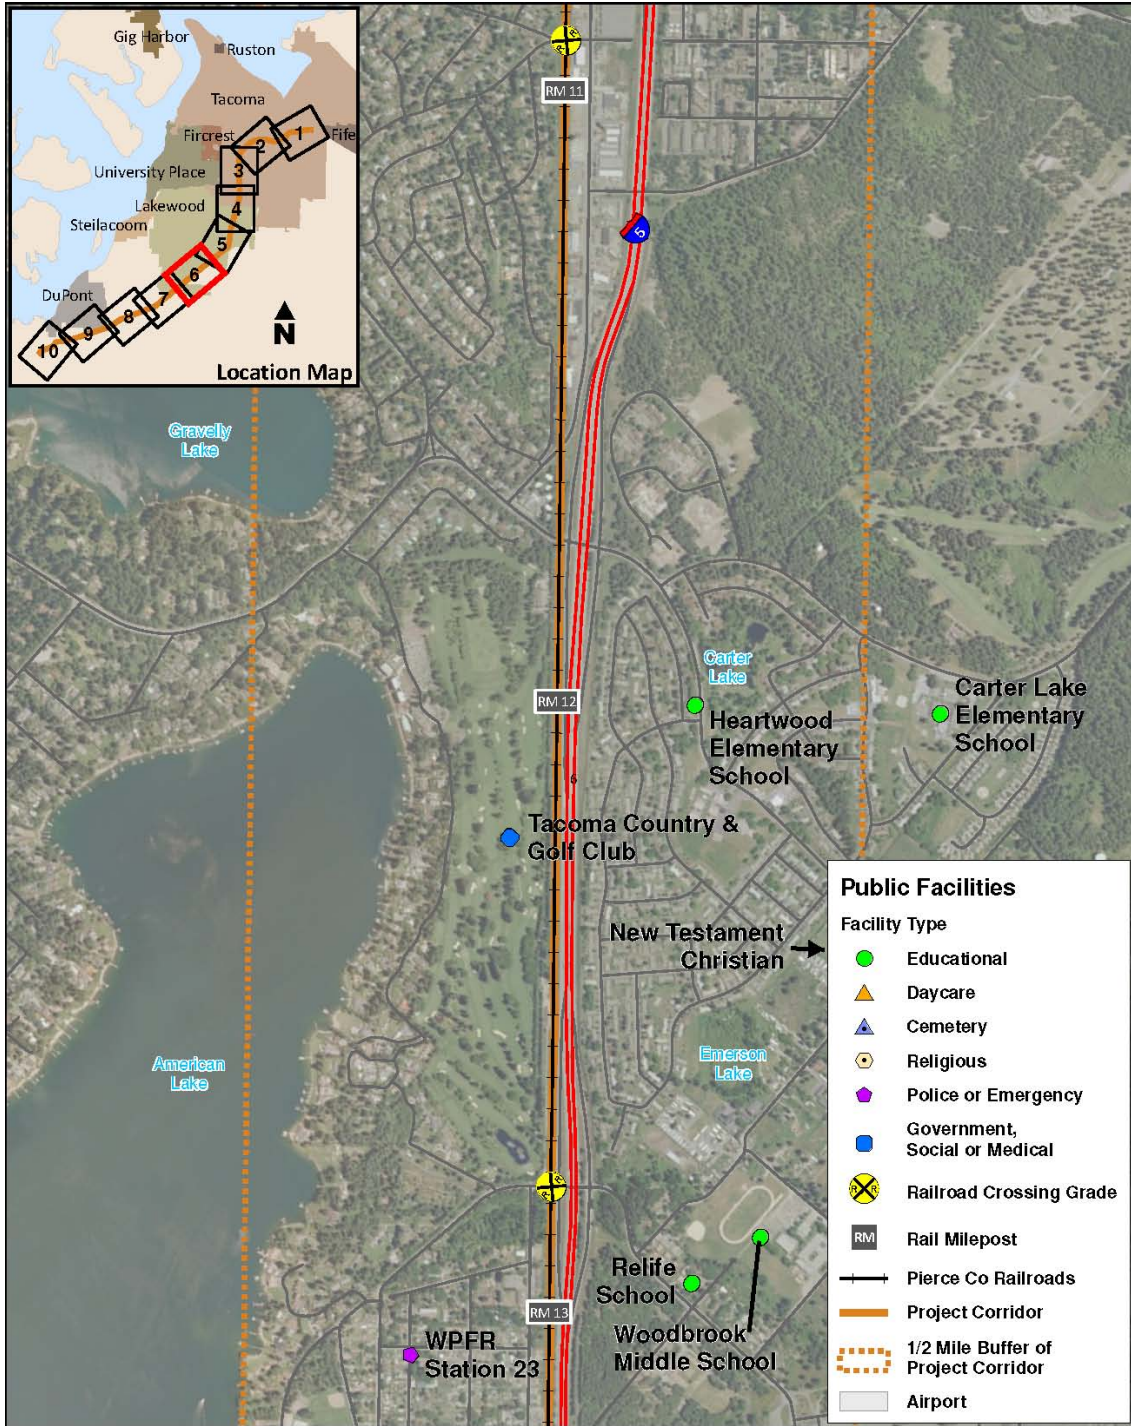 Gig Harbor
Ruston
Tacoma
Fircrest
Fife
University Place
Lakewood
Steilacoom
DuPont
1
2
3
4
5
6
7
8
9
10
N
Location Map
RM 11
5
Gravelly
Lake
RM 12
Carter
Lake
Heartwood
Elementary
School
Carter Lake
Elementary
School
Tacoma Country &
Golf Club
New Testament
Christian
American
Lake
Emerson
Lake
Relife
School
Woodbrook
Middle School
RM 13
WPFR
Station 23
Public Facilities
Facility Type
Educational
Daycare
Cemetery
Religious
Police or Emergency
Government,
Social or Medical
R R
Railroad Crossing Grade
RM
Rail Milepost
Pierce Co Railroads
Project Corridor
1/2 Mile Buffer of
Project Corridor
Airport